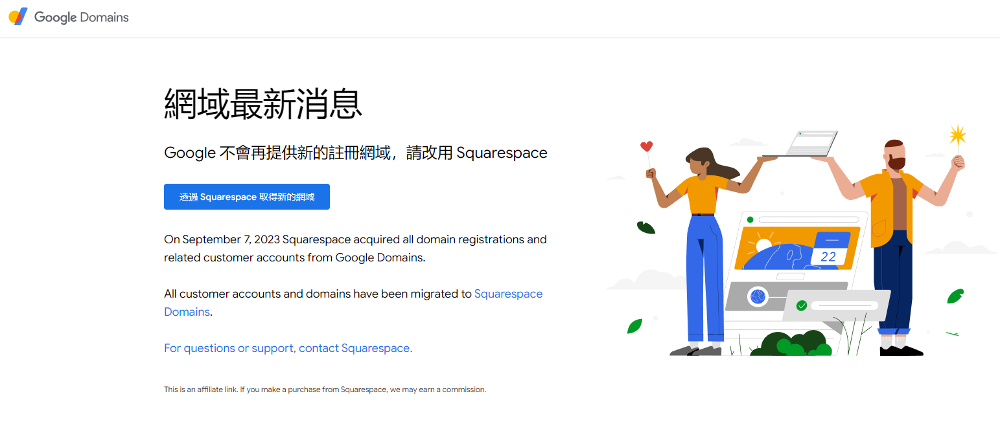 Google Domains
網域最新消息
Google 不會再提供新的註冊網域，請改用 Squarespace
透過 Squarespace 取得新的網域
On September 7, 2023 Squarespace acquired all domain registrations and
related customer accounts from Google Domains.
All customer accounts and domains have been migrated to Squarespace
Domains.
For questions or support, contact Squarespace.
This is an affiliate link. If you make a purchase from Squarespace, we may earn a commission.
22